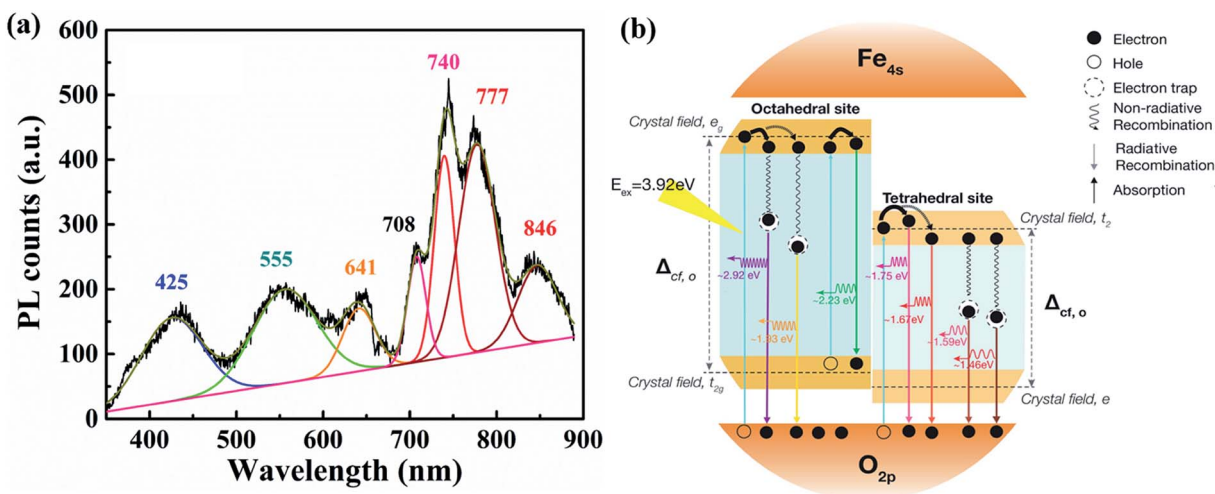 (a)
600
500
400
300
200
100
0
PL counts (a.u.)
425
555
641
708
740
777
846
400
500
600
700
800
900
Wavelength (nm)
(b)
Fe4s
Octahedral site
Crystal field, eg
Eex=3.92eV
Δcf, o
~2.92 eV
~1.93 eV
~2.23 eV
Crystal field, t2g
Tetrahedral site
Crystal field, t2
~1.75 eV
~1.67 eV
~1.59eV
~1.46eV
Δcf, o
Crystal field, e
O2p
Electron
Hole
Electron trap
Non-radiative
Recombination
Radiative
Recombination
Absorption